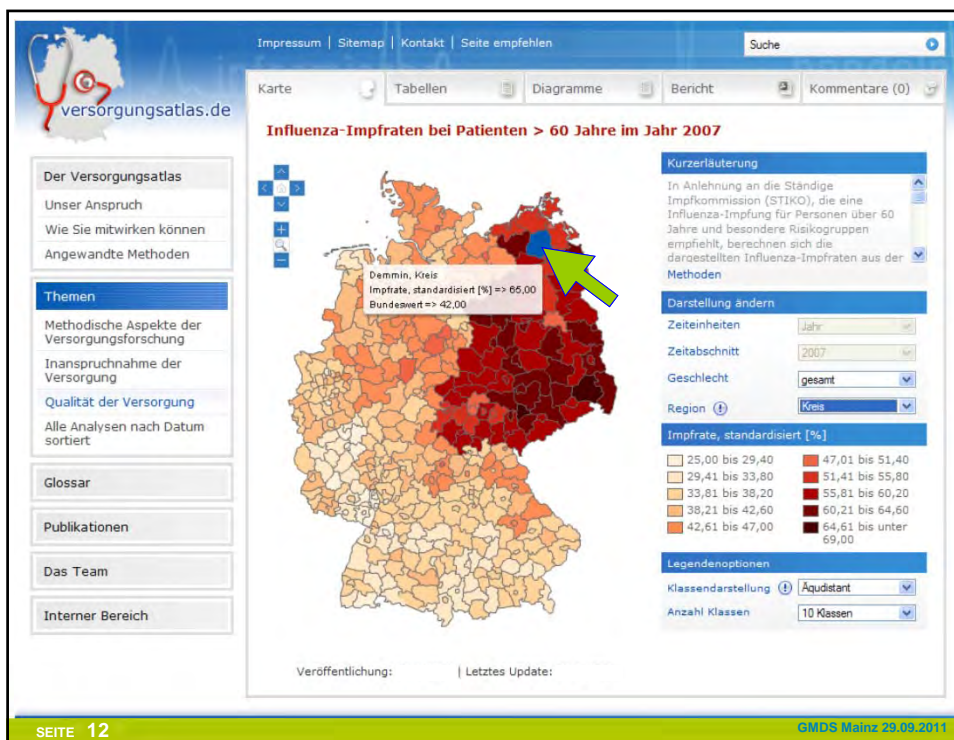 versorgungsatlas.de
Impressum | Sitemap | Kontakt | Seite empfehlen
Suche
Karte
Tabellen
Diagramme
Bericht
Kommentare (0)
Influenza-Impfraten bei Patienten > 60 Jahre im Jahr 2007
Der Versorgungsatlas
Unser Anspruch
Wie Sie mitwirken können
Angewandte Methoden
Themen
Methodische Aspekte der
Versorgungsforschung
Inanspruchnahme der
Versorgung
Qualität der Versorgung
Alle Analysen nach Datum
sortiert
Glossar
Publikationen
Das Team
Interner Bereich
Demmin, Kreis
Impfrate, standardisiert [%] => 65,00
Bundeswert => 42,00
Kurzerläuterung
In Anlehnung an die Ständige
Impfkommission (STIKO), die eine
Influenza-Impfung für Personen über 60
Jahre und besondere Risikogruppen
empfiehlt, berechnen sich die
dargestellten Influenza-Impfraten aus der
Methoden
Darstellung ändern
Zeiteinheiten Jahr
Zeitabschnitt 2007
Geschlecht gesamt
Region Kreis
Impfrate, standardisiert [%]
25,00 bis 29,40
29,41 bis 33,80
33,81 bis 38,20
38,21 bis 42,60
42,61 bis 47,00
47,01 bis 51,40
51,41 bis 55,80
55,81 bis 60,20
60,21 bis 64,60
64,61 bis unter
69,00
Legendenoptionen
Klassendarstellung Äquidistant
Anzahl Klassen 10 Klassen
Veröffentlichung: | Letztes Update:
SEITE 12
GMDS Mainz 29.09.2011